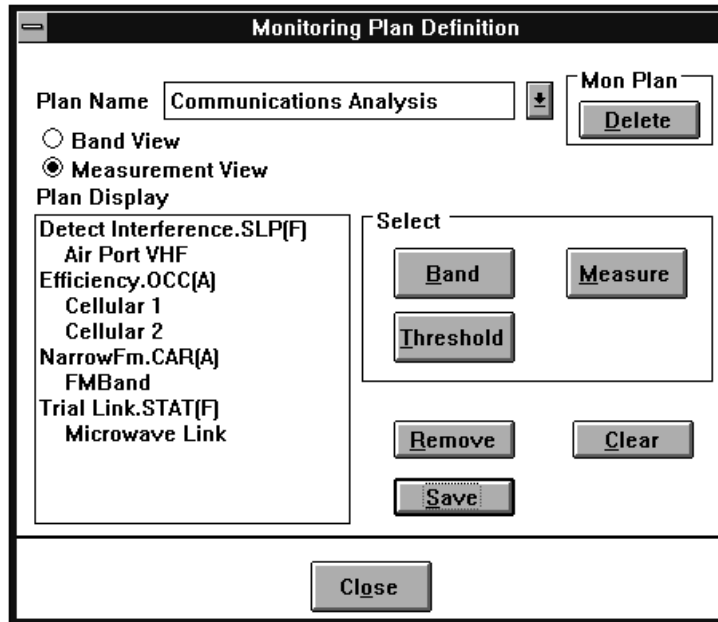 Monitoring Plan Definition
Plan Name Communications Analysis
Mon Plan
Delete
Band View
Measurement View
Plan Display
Detect Interference.SLP(F)
Air Port VHF
Efficiency.OCC(A)
Cellular 1
Cellular 2
NarrowFm.CAR(A)
FMBand
Trial Link.STAT(F)
Microwave Link
Select
Band Measure
Threshold
Remove Clear
Save
Close